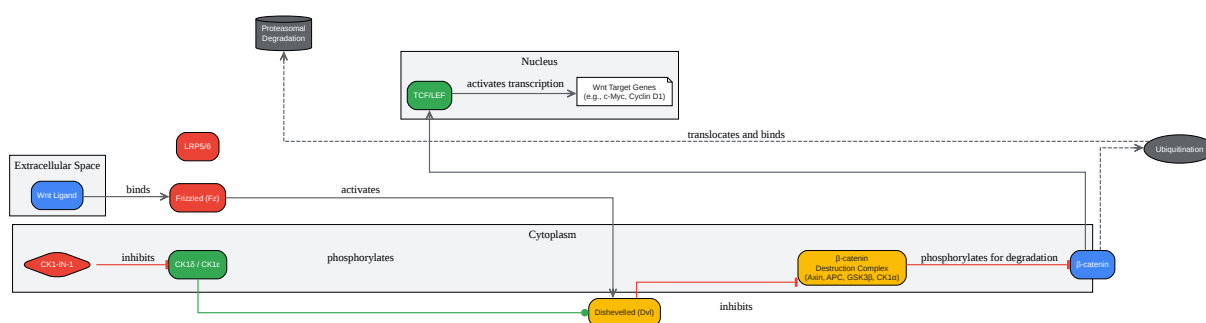 Proteasomal
Degradation
Nucleus
TCF/LEF
activates transcription
Wnt Target Genes
(e.g., c-Myc, Cyclin D1)
translocates and binds
Ubiquitination
LRP5/6
Extracellular Space
Wnt Ligand
binds
Frizzled (Fz)
activates
Cytoplasm
CK1-IN-1
inhibits
CK1δ / CK1ε
phosphorylates
β-catenin
Destruction Complex
(Axin, APC, GSK3β, CK1α)
phosphorylates for degradation
β-catenin
Dishevelled (Dvl)
inhibits